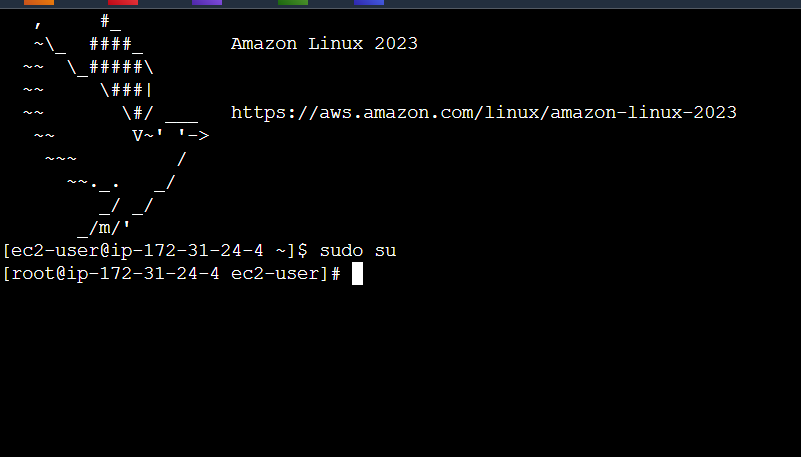 ,     #_
   ~\_  ####_        Amazon Linux 2023
  ~~  \_#####\
  ~~     \###|
  ~~       \#/ ___   https://aws.amazon.com/linux/amazon-linux-2023
   ~~       V~' '->
    ~~~         /
      ~~._.   _/
         _/ _/
       _/m/'
[ec2-user@ip-172-31-24-4 ~]$ sudo su
[root@ip-172-31-24-4 ec2-user]#